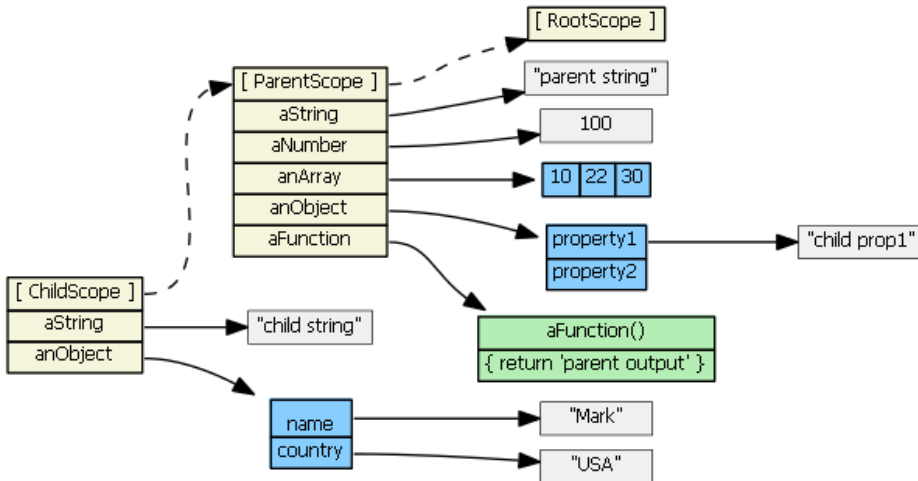 [ RootScope ]
[ ParentScope ]
"parent string"
aString
100
aNumber
anArray
10 22 30
anObject
property1
"child prop1"
aFunction
property2
[ ChildScope ]
aString
"child string"
aFunction()
anObject
{ return 'parent output' }
name
"Mark"
country
"USA"